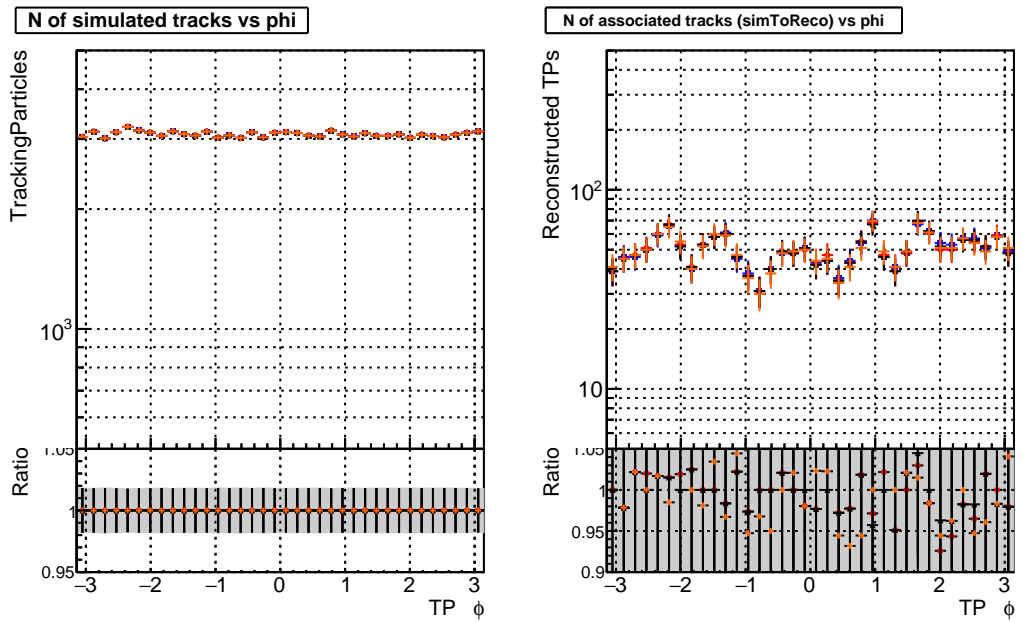 N of simulated tracks vs phi
TrackingParticles
10³
Ratio
1.05
1
0.95
−3 −2 −1 0 1 2 3
TP ϕ
N of associated tracks (simToReco) vs phi
Reconstructed TPs
10²
10
Ratio
1.05
1
0.95
0.9
−3 −2 −1 0 1 2 3
TP ϕ